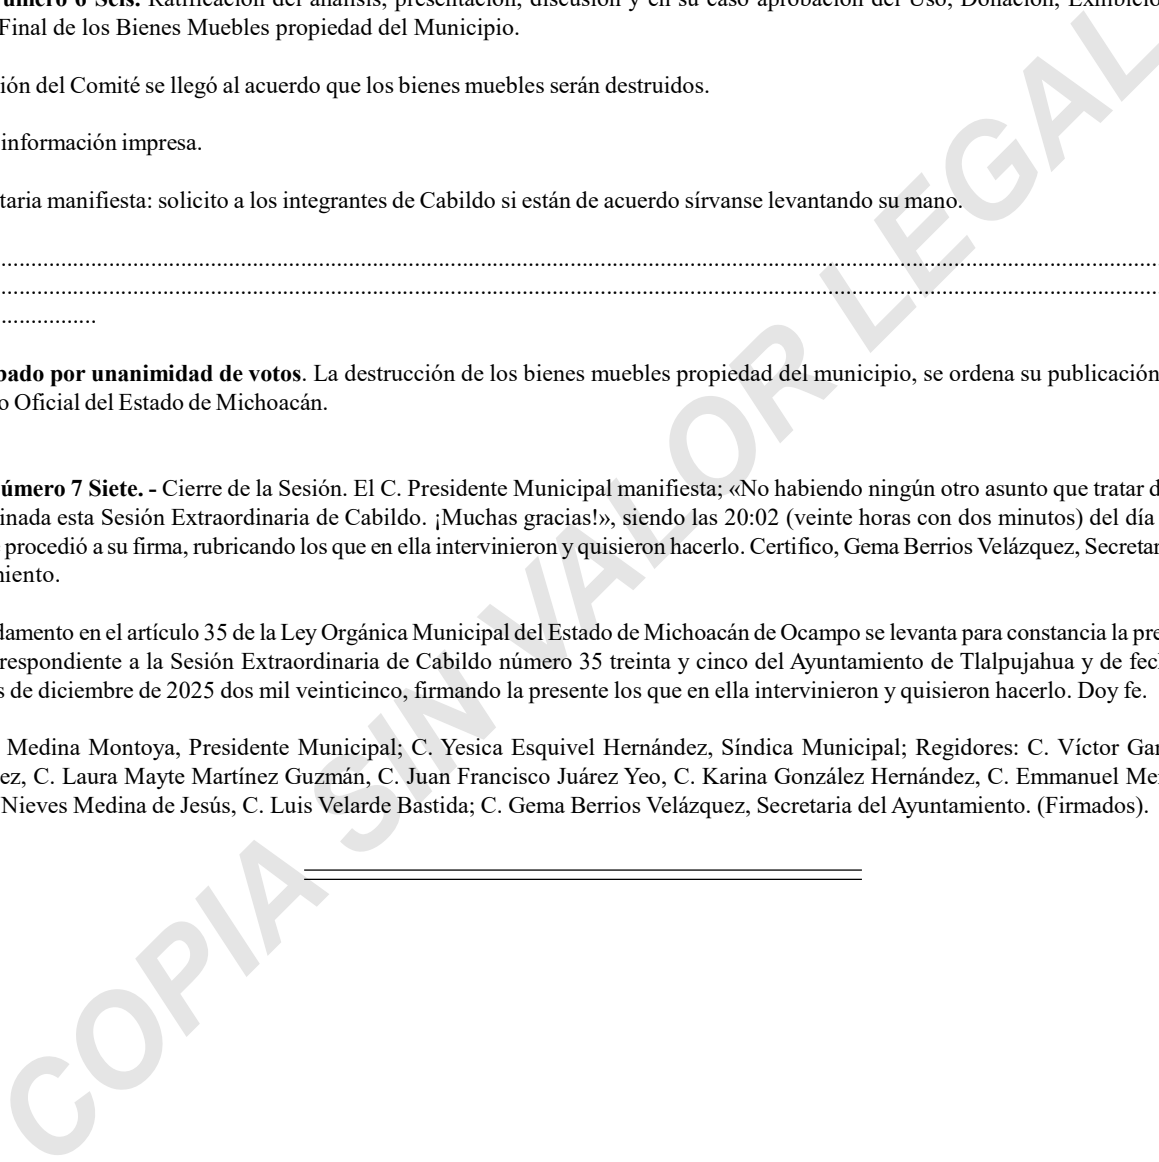 úmero 6 Seis. Ratificación del análisis, presentación, discusión y en su caso aprobación del Uso, Donación,
Final de los Bienes Muebles propiedad del Municipio.
ión del Comité se llegó al acuerdo que los bienes muebles serán destruidos.
información impresa.
taria manifiesta: solicito a los integrantes de Cabildo si están de acuerdo sírvanse levantando su mano.
bado por unanimidad de votos. La destrucción de los bienes muebles propiedad del municipio, se ordena su publicación
o Oficial del Estado de Michoacán.
úmero 7 Siete. - Cierre de la Sesión. El C. Presidente Municipal manifiesta; «No habiendo ningún otro asunto que tratar d
inada esta Sesión Extraordinaria de Cabildo. ¡Muchas gracias!», siendo las 20:02 (veinte horas con dos minutos) del día
procedió a su firma, rubricando los que en ella intervinieron y quisieron hacerlo. Certifico, Gema Berrios Velázquez, Secretar
niento.
damento en el artículo 35 de la Ley Orgánica Municipal del Estado de Michoacán de Ocampo se levanta para constancia la pre
respondiente a la Sesión Extraordinaria de Cabildo número 35 treinta y cinco del Ayuntamiento de Tlalpujahua y de fec
s de diciembre de 2025 dos mil veinticinco, firmando la presente los que en ella intervinieron y quisieron hacerlo. Doy fe.
Medina Montoya, Presidente Municipal; C. Yesica Esquivel Hernández, Síndica Municipal; Regidores: C. Víctor Gar
ez, C. Laura Mayte Martínez Guzmán, C. Juan Francisco Juárez Yeo, C. Karina González Hernández, C. Emmanuel Me
Nieves Medina de Jesús, C. Luis Velarde Bastida; C. Gema Berrios Velázquez, Secretaria del Ayuntamiento. (Firmados).
COPIA SIN VALOR LEGAL